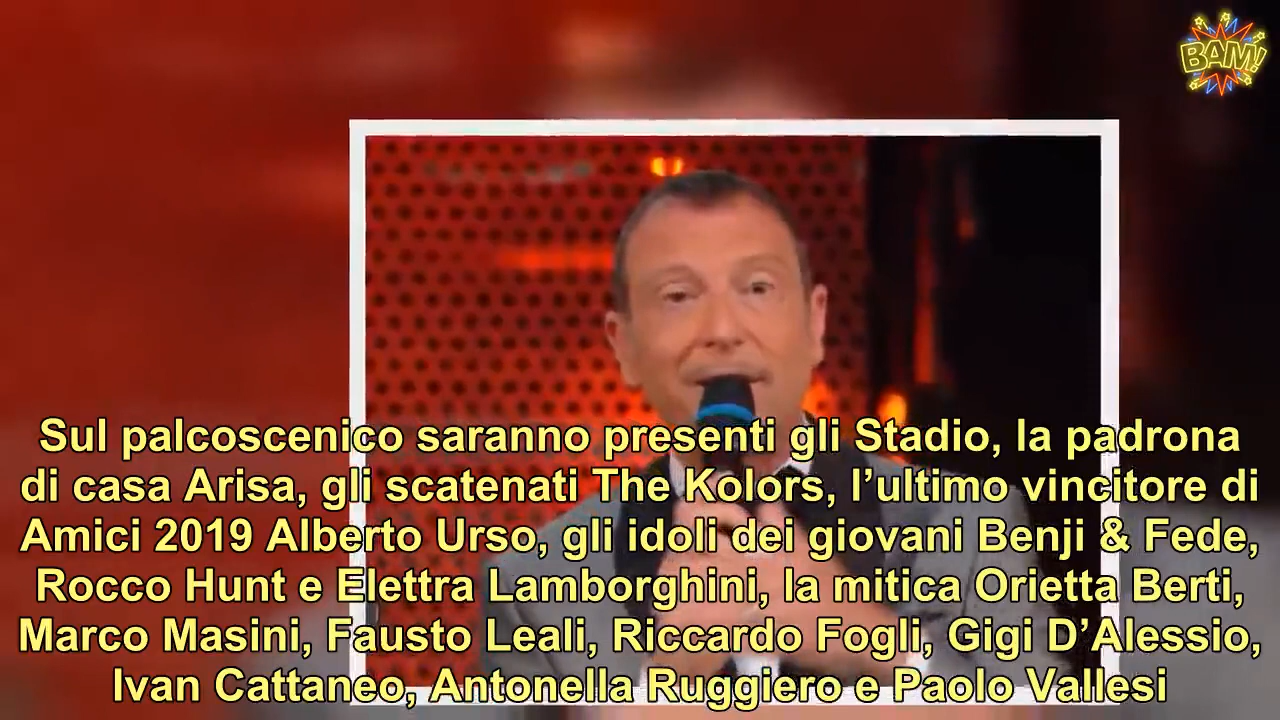 BAM!
Sul palcoscenico saranno presenti gli Stadio, la padrona
di casa Arisa, gli scatenati The Kolors, l’ultimo vincitore di
Amici 2019 Alberto Urso, gli idoli dei giovani Benji & Fede,
Rocco Hunt e Elettra Lamborghini, la mitica Orietta Berti,
Marco Masini, Fausto Leali, Riccardo Fogli, Gigi D’Alessio,
Ivan Cattaneo, Antonella Ruggiero e Paolo Vallesi